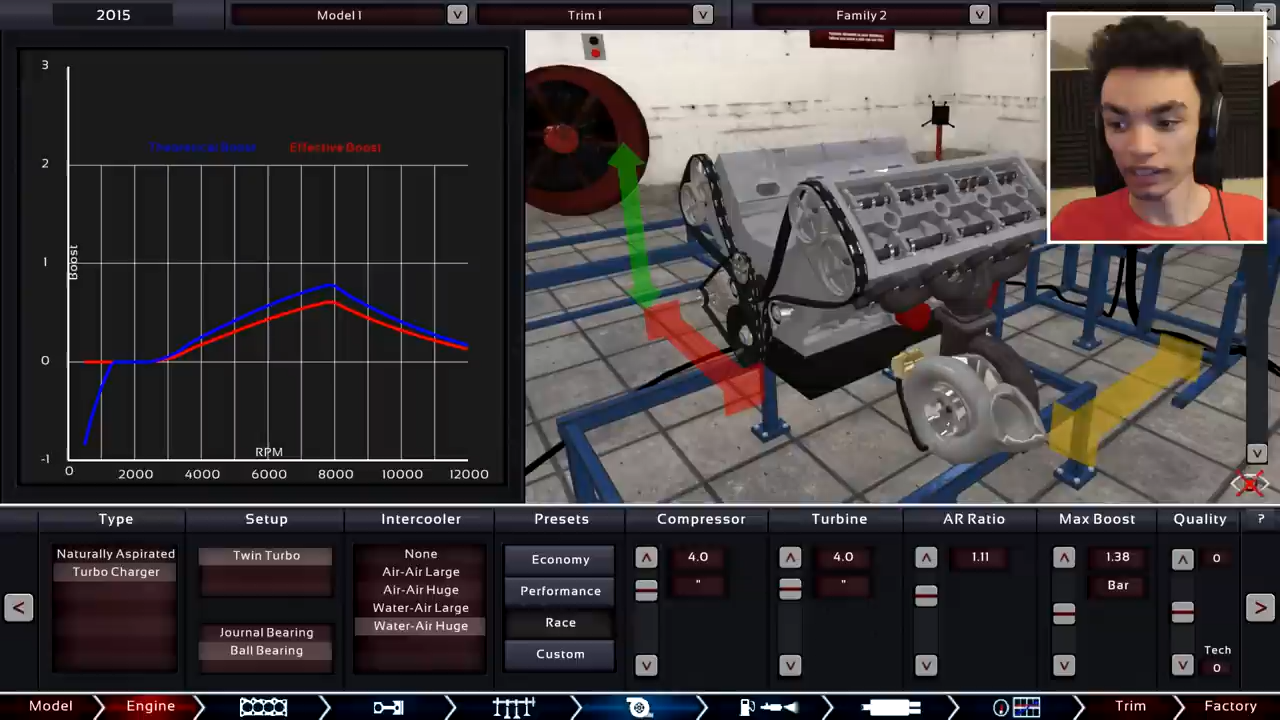 2015
Model 1
Trim 1
Family 2
3
Theoretical Boost
Effective Boost
2
1
Boost
0
-1
RPM
0 2000 4000 6000 8000 10000 12000
Type
Setup
Intercooler
Presets
Compressor
Turbine
AR Ratio
Max Boost
Quality
?
Naturally Aspirated
Turbo Charger
Twin Turbo
Journal Bearing
Ball Bearing
None
Air-Air Large
Air-Air Huge
Water-Air Large
Water-Air Huge
Economy
Performance
Race
Custom
4.0
"
4.0
"
1.11
1.38
Bar
0
Tech
0
Model
Engine
Trim
Factory